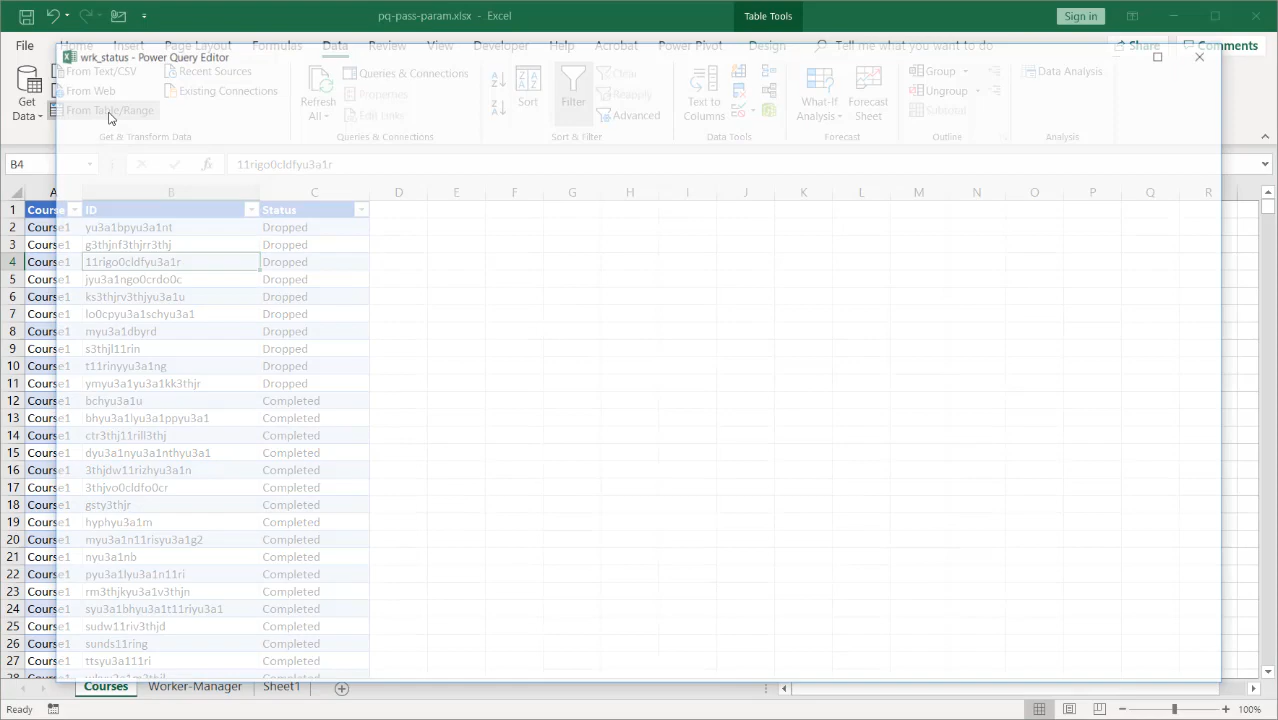 pq-pass-param.xlsx - Excel
Table Tools
Sign in
File Home Insert Page Layout Formulas Data Review View Developer Help Acrobat Power Pivot Design Tell me what you want to do Share Comments
wrk_status - Power Query Editor
Get Data
From Text/CSV
From Web
From Table/Range
Recent Sources
Existing Connections
Get & Transform Data
Refresh All
Queries & Connections
Properties
Edit Links
Queries & Connections
Sort
Filter
Clear
Reapply
Advanced
Sort & Filter
Text to Columns
Data Tools
What-If Analysis
Forecast Sheet
Forecast
Group
Ungroup
Subtotal
Outline
Data Analysis
Analysis
B4 fx 11rigo0cldfyu3a1r
A B C D E F G H I J K L M N O P Q R
1 Course ID Status
2 Course1 yu3a1bpyu3a1nt Dropped
3 Course1 g3thjnf3thjrr3thj Dropped
4 Course1 11rigo0cldfyu3a1r Dropped
5 Course1 jyu3a1ngo0crdo0c Dropped
6 Course1 ks3thjrv3thjyu3a1u Dropped
7 Course1 lo0cpyu3a1schyu3a1 Dropped
8 Course1 myu3a1dbyrd Dropped
9 Course1 s3thjl11rin Dropped
10 Course1 t11rinyyu3a1ng Dropped
11 Course1 ymyu3a1yu3a1kk3thjr Dropped
12 Course1 bchyu3a1u Completed
13 Course1 bhyu3a1lyu3a1ppyu3a1 Completed
14 Course1 ctr3thj11rill3thj Completed
15 Course1 dyu3a1nyu3a1nthyu3a1 Completed
16 Course1 3thjdw11rizhyu3a1n Completed
17 Course1 3thjvo0cldfo0cr Completed
18 Course1 gsty3thjr Completed
19 Course1 hyphyu3a1m Completed
20 Course1 myu3a1n11risyu3a1g2 Completed
21 Course1 nyu3a1nb Completed
22 Course1 pyu3a1lyu3a1n11ri Completed
23 Course1 rm3thjkyu3a1v3thjn Completed
24 Course1 syu3a1bhyu3a1t11riyu3a1 Completed
25 Course1 sudw11riv3thjd Completed
26 Course1 sunds11ring Completed
27 Course1 ttsyu3a111ri Completed
Courses Worker-Manager Sheet1
Ready 100%